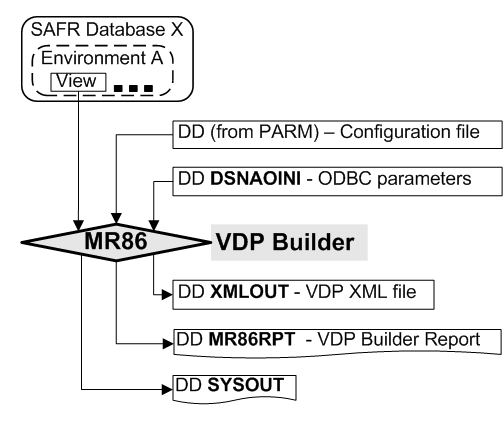 SAFR Database X
Environment A
View
DD (from PARM) – Configuration file
DD DSNAOINI - ODBC parameters
MR86 VDP Builder
DD XMLOUT - VDP XML file
DD MR86RPT - VDP Builder Report
DD SYSOUT